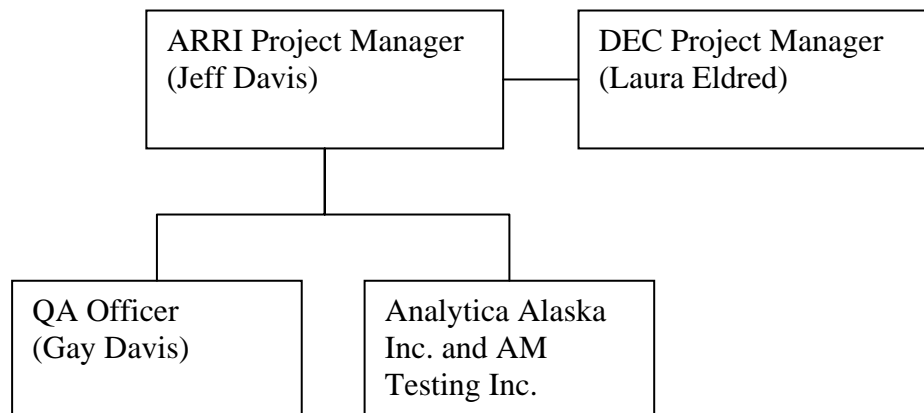 ARRI Project Manager
(Jeff Davis)
DEC Project Manager
(Laura Eldred)
QA Officer
(Gay Davis)
Analytica Alaska
Inc. and AM
Testing Inc.